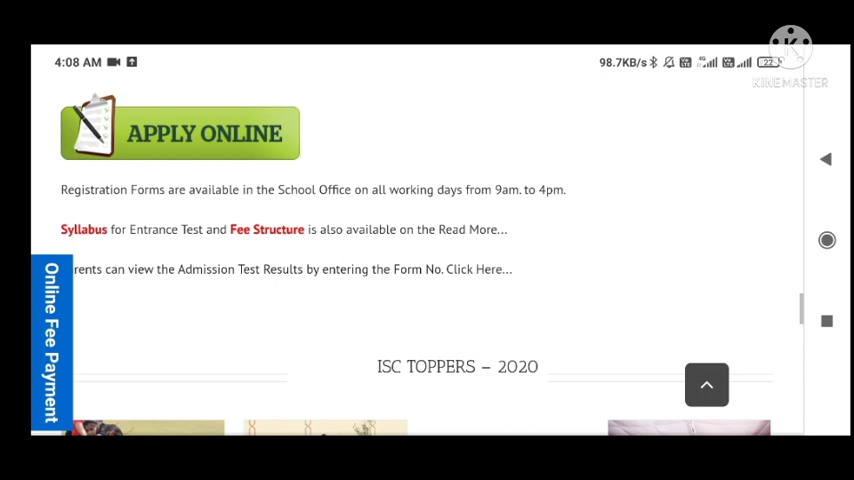 4:08 AM 98.7KB/s 22
KINEMASTER
APPLY ONLINE
Registration Forms are available in the School Office on all working days from 9am. to 4pm.
Syllabus for Entrance Test and Fee Structure is also available on the Read More...
rents can view the Admission Test Results by entering the Form No. Click Here...
Online Fee Payment
ISC TOPPERS – 2020